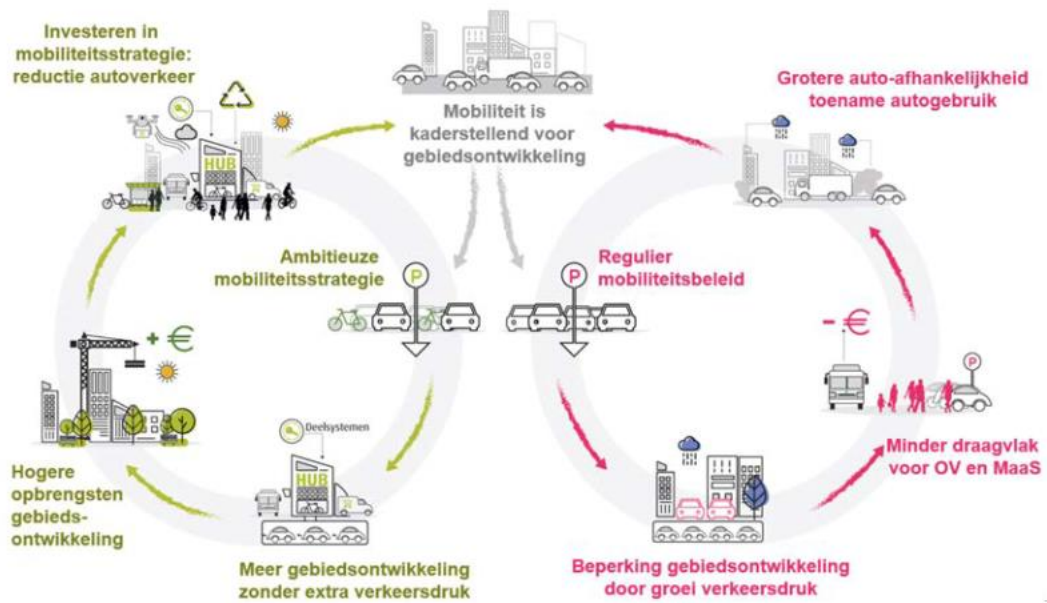 Investeren in
mobiliteitsstrategie:
reductie autoverkeer
HUB
Mobiliteit is
kaderstellend voor
gebiedsontwikkeling
Grotere auto-afhankelijkheid
toename autogebruik
Ambitieuze
mobiliteitsstrategie
P
Regulier
mobiliteitsbeleid
P
+ €
Hogere
opbrengsten
gebieds-
ontwikkeling
Deelsystemen
HUB
Meer gebiedsontwikkeling
zonder extra verkeersdruk
Beperking gebiedsontwikkeling
door groei verkeersdruk
- €
P
Minder draagvlak
voor OV en MaaS